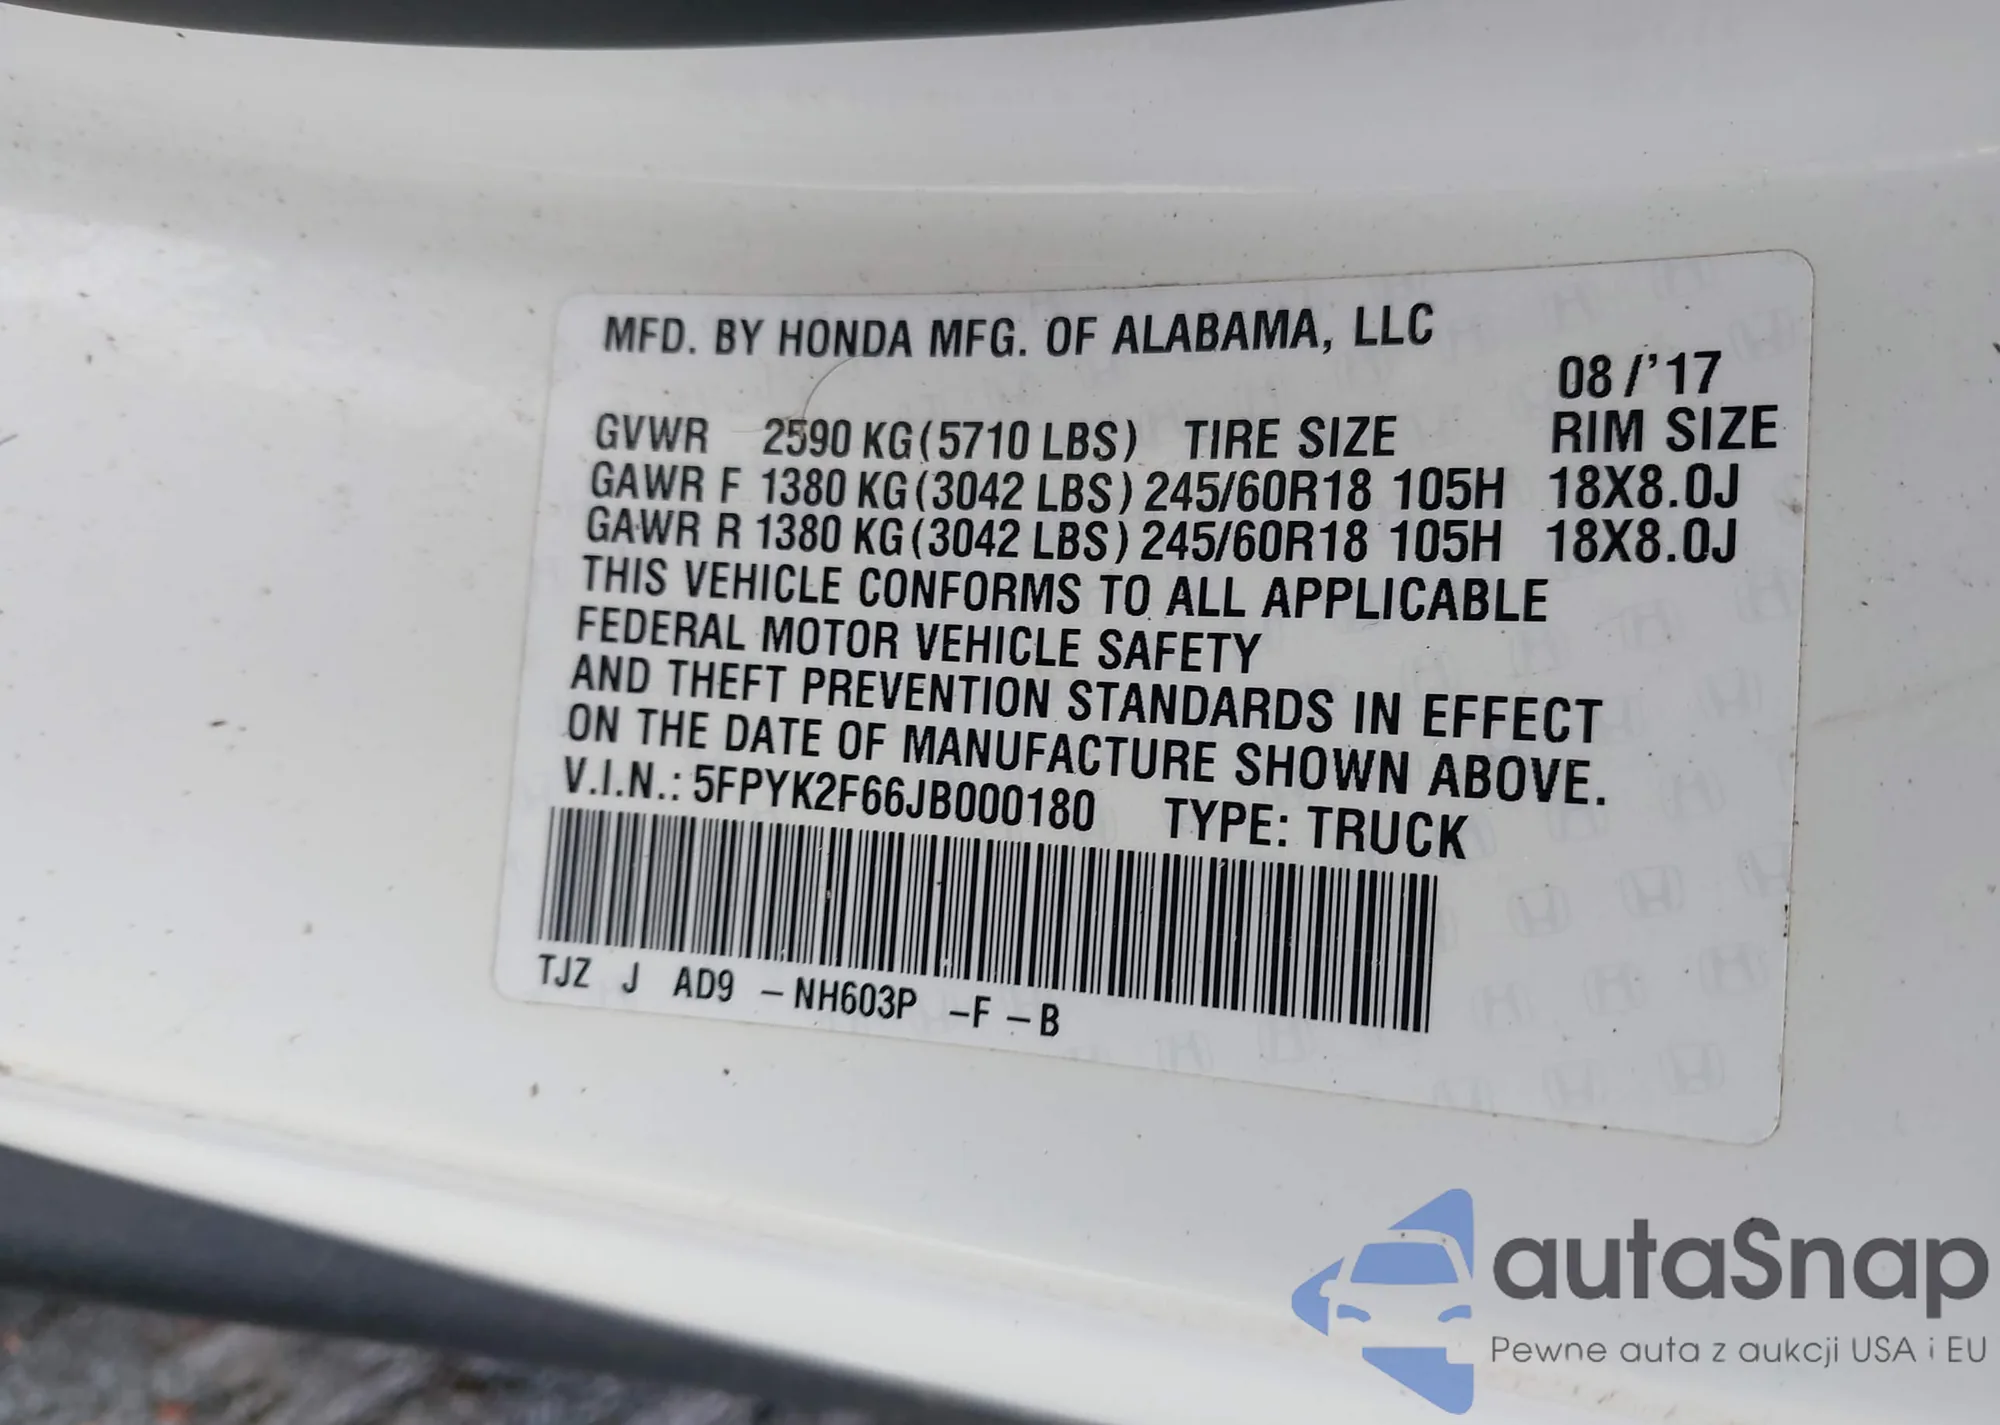 MFD. BY HONDA MFG. OF ALABAMA, LLC
08/'17
GVWR 2590 KG(5710 LBS) TIRE SIZE RIM SIZE
GAWR F 1380 KG(3042 LBS) 245/60R18 105H 18X8.0J
GAWR R 1380 KG(3042 LBS) 245/60R18 105H 18X8.0J
THIS VEHICLE CONFORMS TO ALL APPLICABLE
FEDERAL MOTOR VEHICLE SAFETY
AND THEFT PREVENTION STANDARDS IN EFFECT
ON THE DATE OF MANUFACTURE SHOWN ABOVE.
V.I.N.: 5FPYK2F66JB000180 TYPE: TRUCK
TJZ J AD9 -NH603P -F -B
autaSnap
Pewne auta z aukcji USA i EU